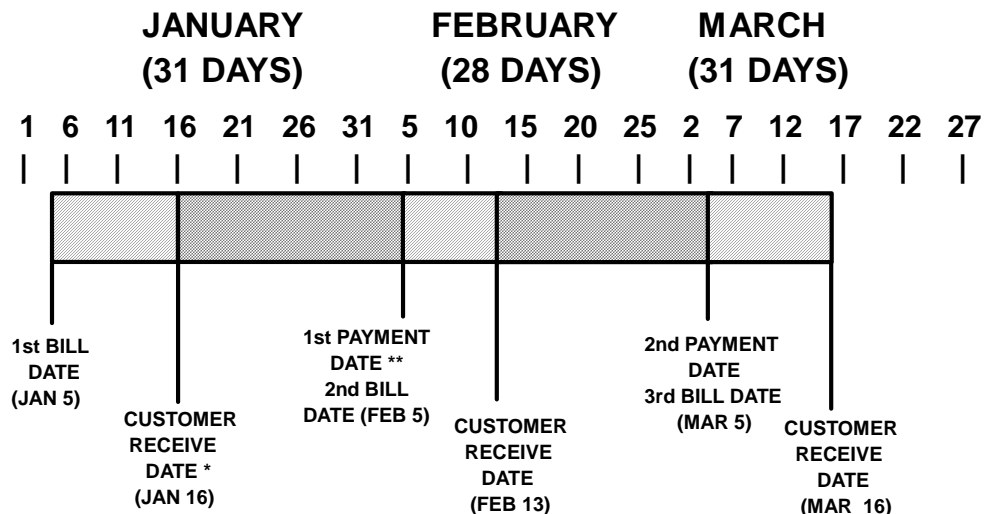 JANUARY FEBRUARY MARCH
(31 DAYS) (28 DAYS) (31 DAYS)
1 6 11 16 21 26 31 5 10 15 20 25 2 7 12 17 22 27
1st BILL
DATE
(JAN 5)
CUSTOMER
RECEIVE
DATE *
(JAN 16)
1st PAYMENT
DATE **
2nd BILL
DATE (FEB 5)
CUSTOMER
RECEIVE
DATE
(FEB 13)
2nd PAYMENT
DATE
3rd BILL DATE
(MAR 5)
CUSTOMER
RECEIVE
DATE
(MAR 16)